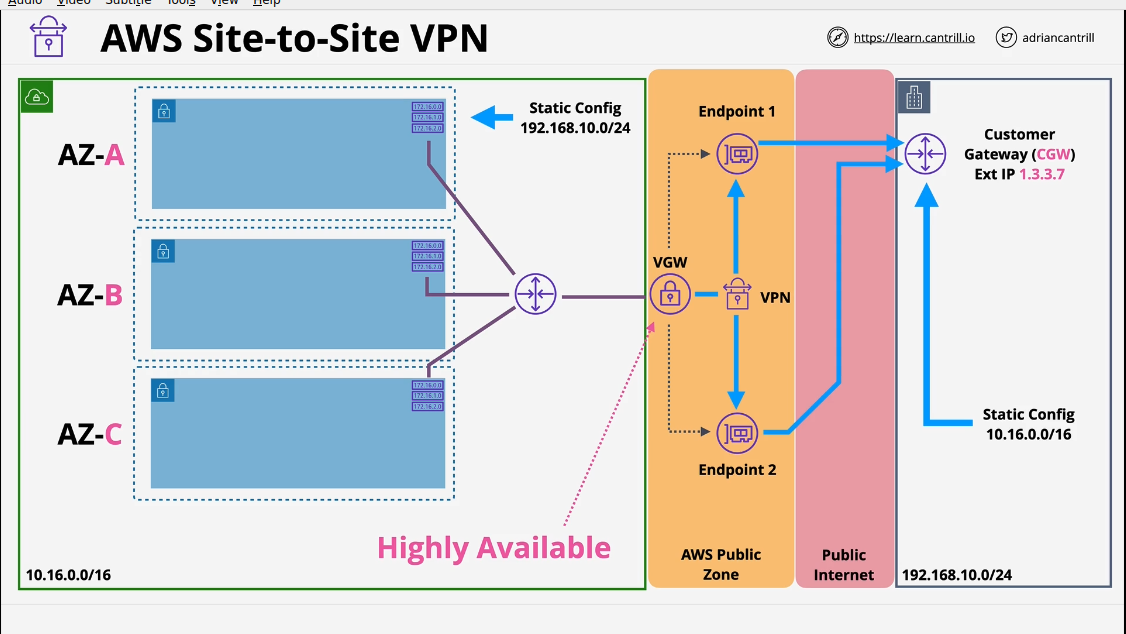 Audio Video Subtitle Tools View Help
AWS Site-to-Site VPN
https://learn.cantrill.io
adriancantrill
AZ-A
172.16.0.0
172.16.1.0
172.16.2.0
Static Config
192.168.10.0/24
Endpoint 1
Customer
Gateway (CGW)
Ext IP 1.3.3.7
AZ-B
172.16.0.0
172.16.1.0
172.16.2.0
VGW
VPN
AZ-C
172.16.0.0
172.16.1.0
172.16.2.0
Static Config
10.16.0.0/16
Endpoint 2
Highly Available
10.16.0.0/16
AWS Public
Zone
Public
Internet
192.168.10.0/24